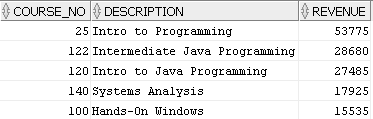 COURSE_NO DESCRIPTION REVENUE
25 Intro to Programming 53775
122 Intermediate Java Programming 28680
120 Intro to Java Programming 27485
140 Systems Analysis 17925
100 Hands-On Windows 15535